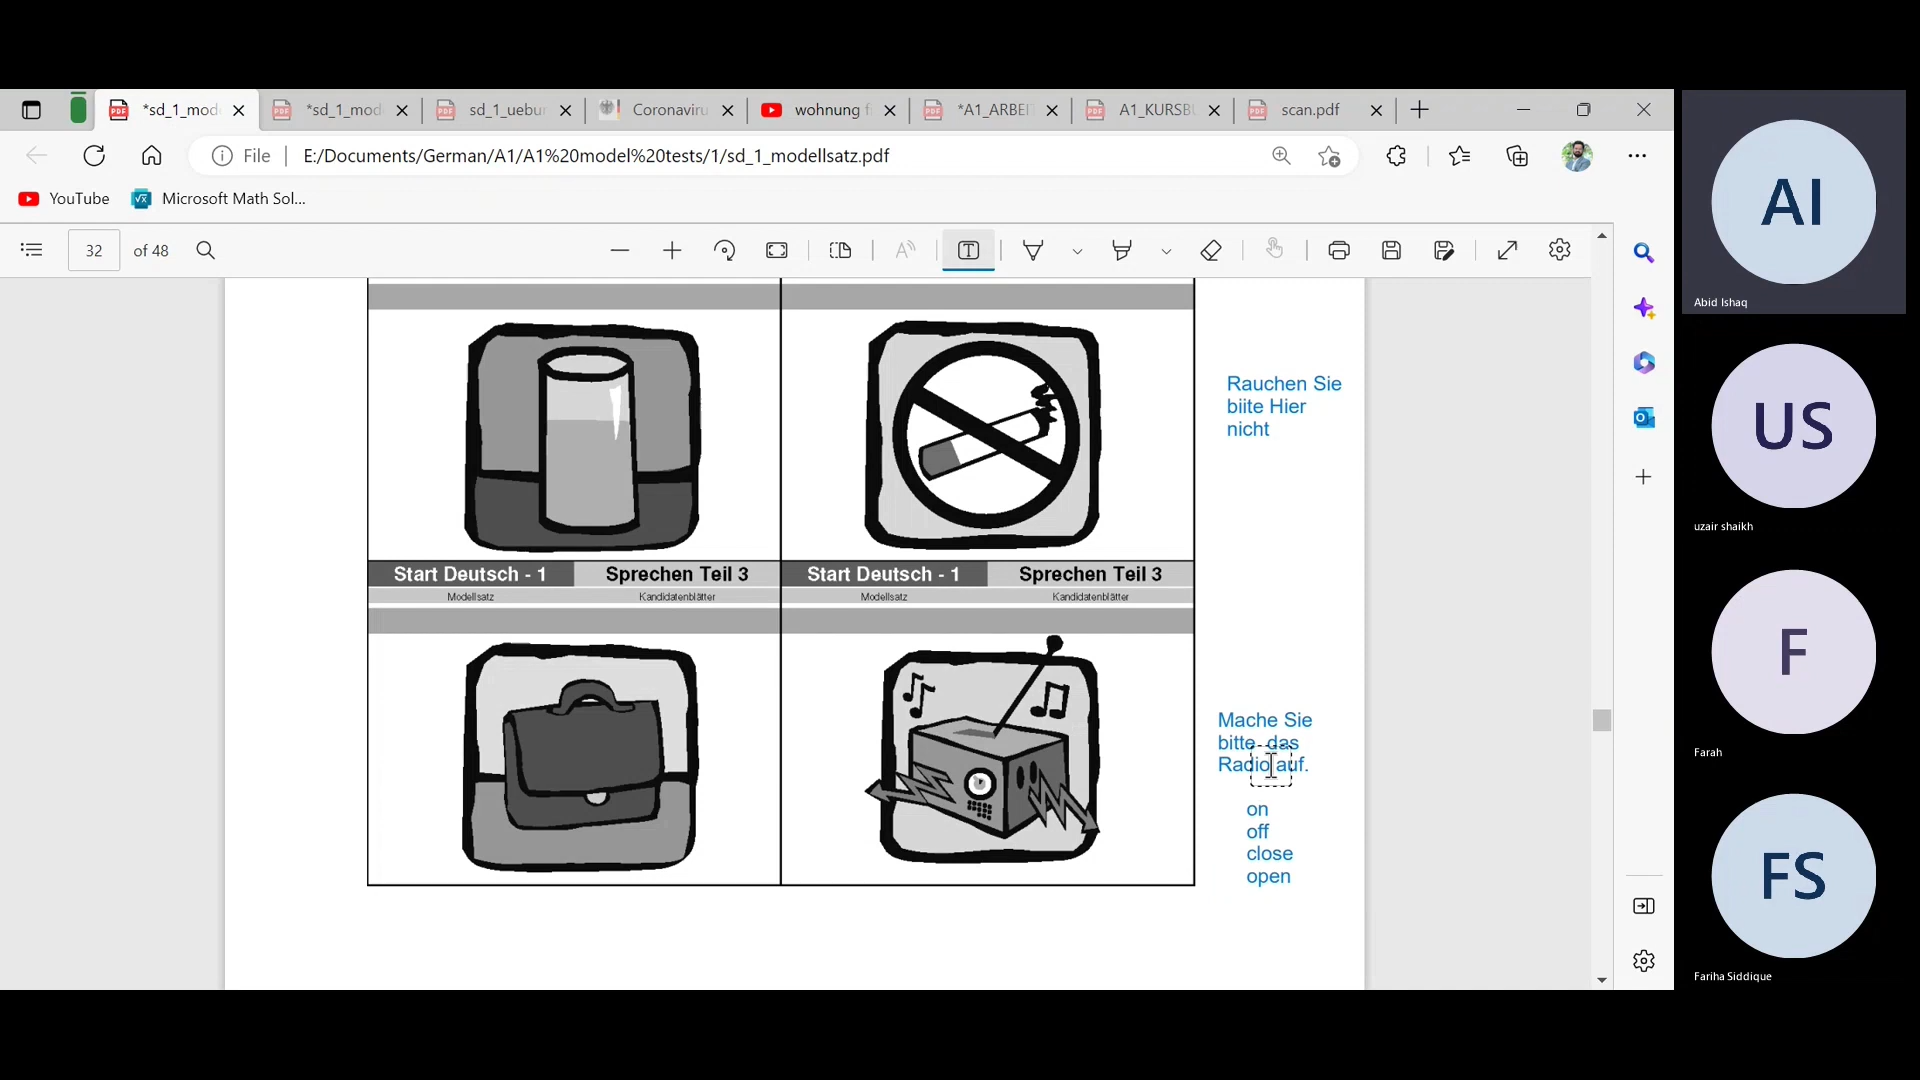 *sd_1_mod
*sd_1_mod
sd_1_uebun
Coronaviru
wohnung f
*A1_ARBEI
A1_KURSBU
scan.pdf
File
E:/Documents/German/A1/A1%20model%20tests/1/sd_1_modellsatz.pdf
YouTube
Microsoft Math Sol...
32
of 48
Rauchen Sie
biite Hier
nicht
Start Deutsch - 1
Sprechen Teil 3
Start Deutsch - 1
Sprechen Teil 3
Modellsatz
Kandidatenblätter
Modellsatz
Kandidatenblätter
Mache Sie
bitte das
Radio auf.
on
off
close
open
AI
Abid Ishaq
US
uzair shaikh
F
Farah
FS
Fariha Siddique